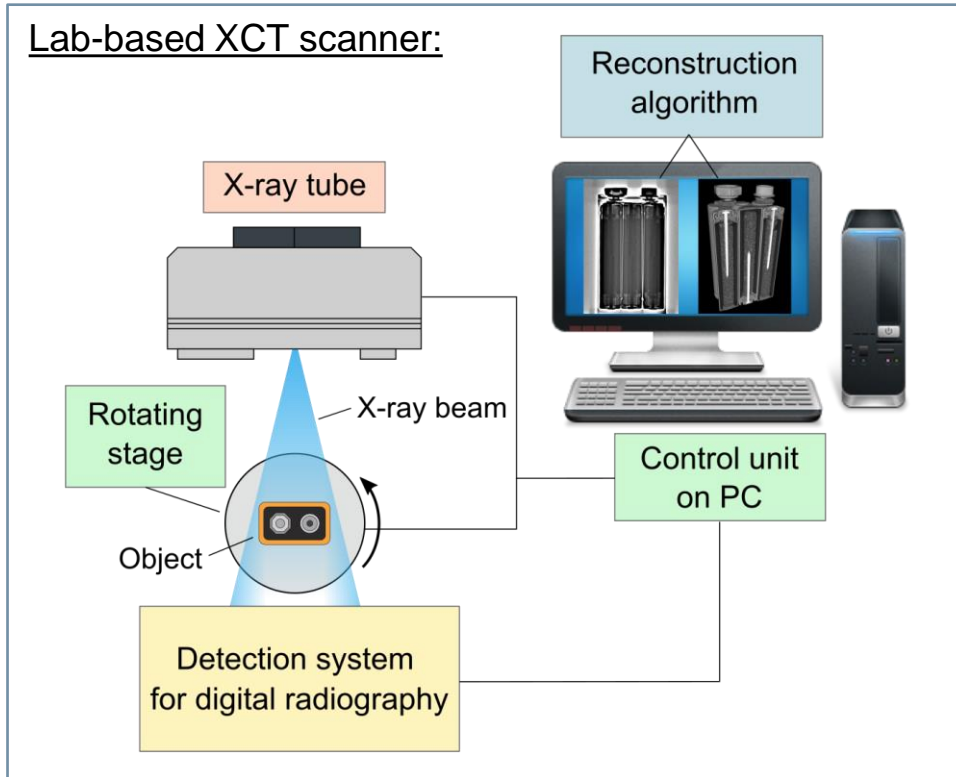 Lab-based XCT scanner:
Reconstruction
algorithm
X-ray tube
X-ray beam
Rotating
stage
Control unit
on PC
Object
Detection system
for digital radiography